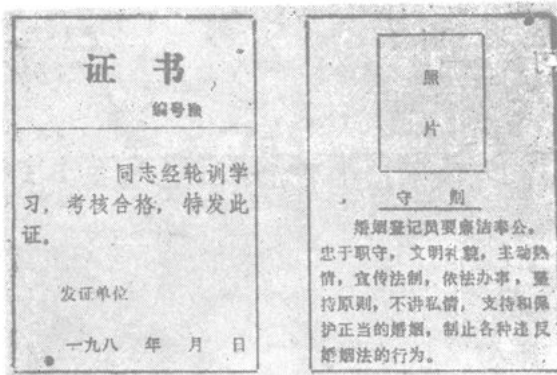 证 书
编号
同志经轮训学
习，考核合格，特发此
证。
发证单位
一九八 年 月 日
照
片
守 则
婚姻登记员要廉洁奉公，
忠于职守，文明礼貌，主动热
情，宣传法制，依法办事，坚
持原则，不讲私情，支持和保
护正当的婚姻，制止各种违反
婚姻法的行为。